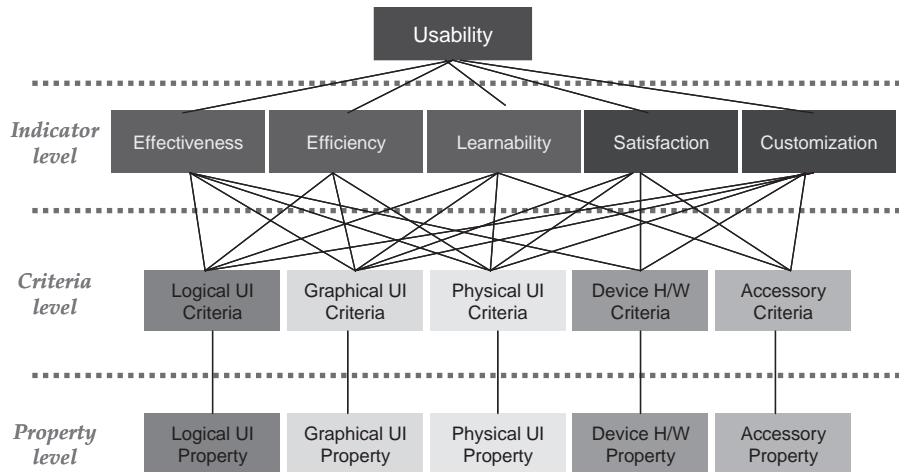 Usability
Indicator
level
Effectiveness
Efficiency
Learnability
Satisfaction
Customization
Criteria
level
Logical UI
Criteria
Graphical UI
Criteria
Physical UI
Criteria
Device H/W
Criteria
Accessory
Criteria
Property
level
Logical UI
Property
Graphical UI
Property
Physical UI
Property
Device H/W
Property
Accessory
Property